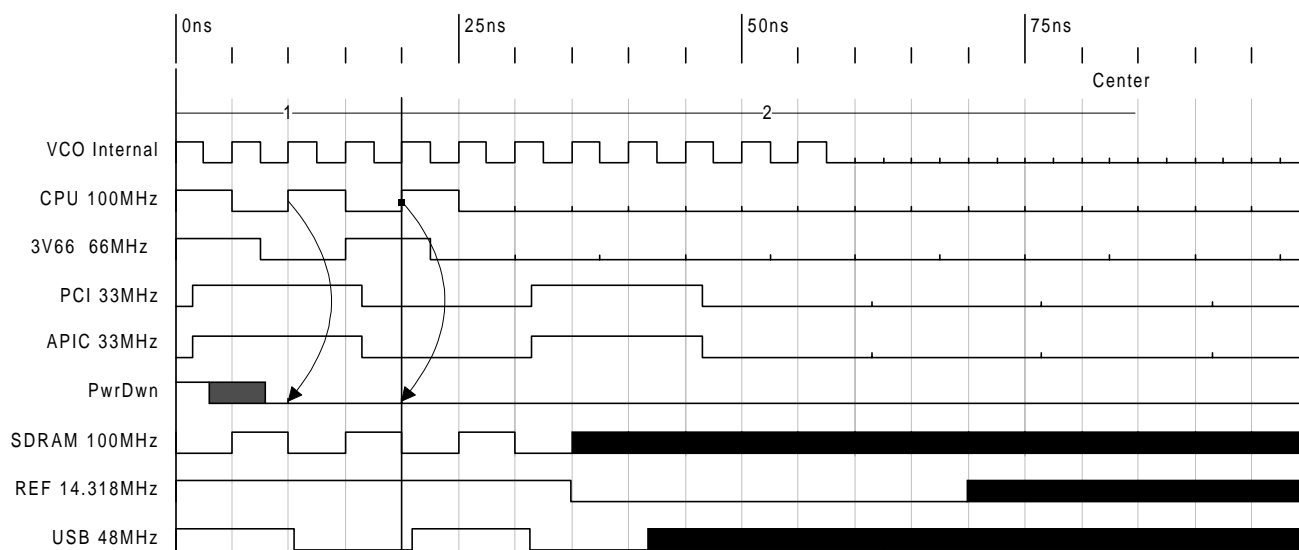 0ns 25ns 50ns 75ns
Center
1 2
VCO Internal
CPU 100MHz
3V66 66MHz
PCI 33MHz
APIC 33MHz
PwrDwn
SDRAM 100MHz
REF 14.318MHz
USB 48MHz